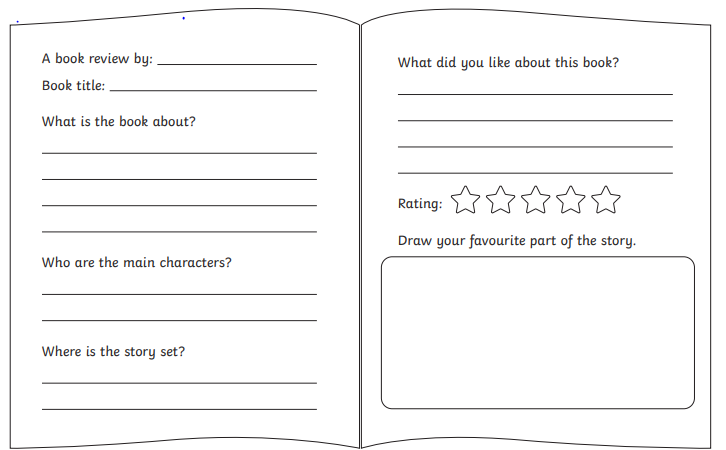 A book review by:
Book title:
What is the book about?
Who are the main characters?
Where is the story set?
What did you like about this book?
Rating:
Draw your favourite part of the story.